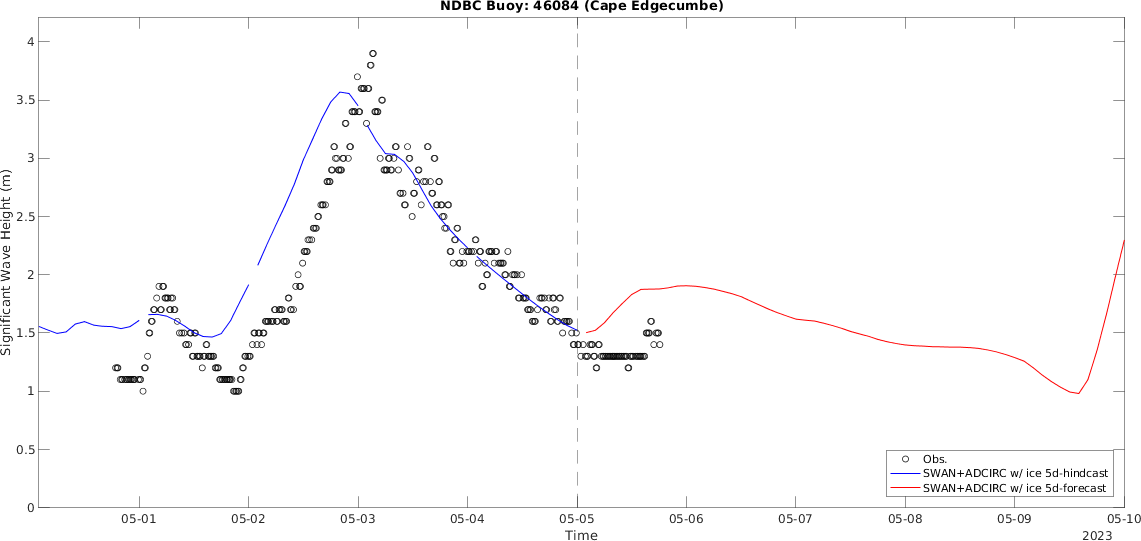 NDBC Buoy: 46084 (Cape Edgecumbe)
Significant Wave Height (m)
4
3.5
3
2.5
2
1.5
1
0.5
0
Obs.
SWAN+ADCIRC w/ ice 5d-hindcast
SWAN+ADCIRC w/ ice 5d-forecast
05-01 05-02 05-03 05-04 05-05 05-06 05-07 05-08 05-09 05-10
Time
2023